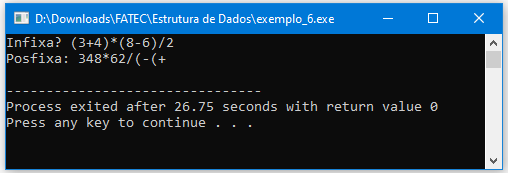 D:\Downloads\FATEC\Estrutura de Dados\exemplo_6.exe
Infixa? (3+4)*(8-6)/2
Posfixa: 348*62/(-(+
--------------------------------
Process exited after 26.75 seconds with return value 0
Press any key to continue . . .